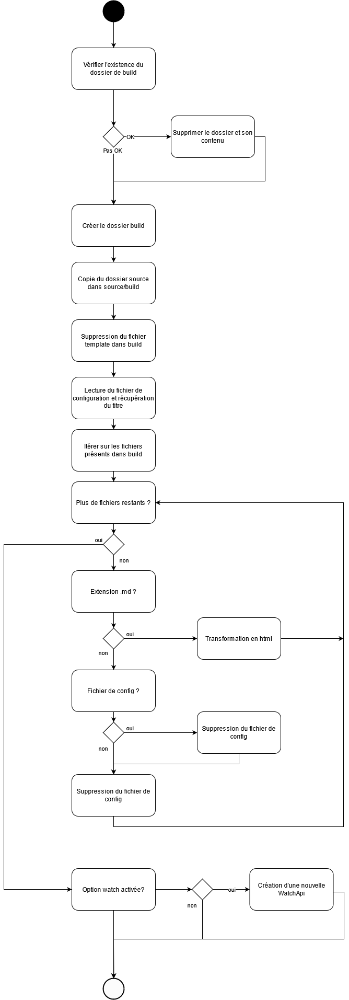 Vérifier l'existence du
dossier de build
OK
Supprimer le dossier et son
contenu
Pas OK
Créer le dossier build
Copie du dossier source
dans source/build
Suppression du fichier
template dans build
Lecture du fichier de
configuration et récupération
du titre
Itérer sur les fichiers
présents dans build
Plus de fichiers restants ?
oui
non
Extension .md ?
oui
Transformation en html
non
Fichier de config ?
oui
Suppression du fichier de
config
non
Suppression du fichier de
config
Option watch activée?
oui
Création d'une nouvelle
WatchApi
non